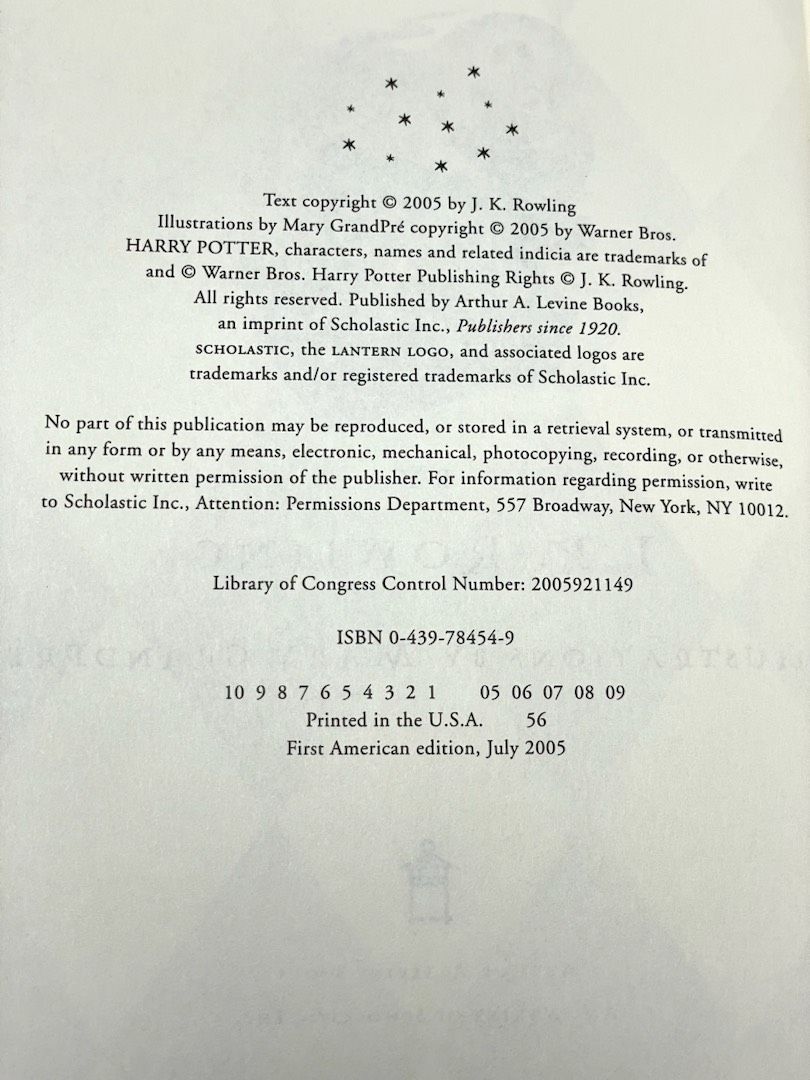 Text copyright © 2005 by J. K. Rowling
Illustrations by Mary GrandPré copyright © 2005 by Warner Bros.
HARRY POTTER, characters, names and related indicia are trademarks of
and © Warner Bros. Harry Potter Publishing Rights © J. K. Rowling.
All rights reserved. Published by Arthur A. Levine Books,
an imprint of Scholastic Inc., Publishers since 1920.
SCHOLASTIC, the LANTERN LOGO, and associated logos are
trademarks and/or registered trademarks of Scholastic Inc.
No part of this publication may be reproduced, or stored in a retrieval system, or transmitted
in any form or by any means, electronic, mechanical, photocopying, recording, or otherwise,
without written permission of the publisher. For information regarding permission, write
to Scholastic Inc., Attention: Permissions Department, 557 Broadway, New York, NY 10012.
Library of Congress Control Number: 2005921149
ISBN 0-439-78454-9
10 9 8 7 6 5 4 3 2 1 05 06 07 08 09
Printed in the U.S.A. 56
First American edition, July 2005